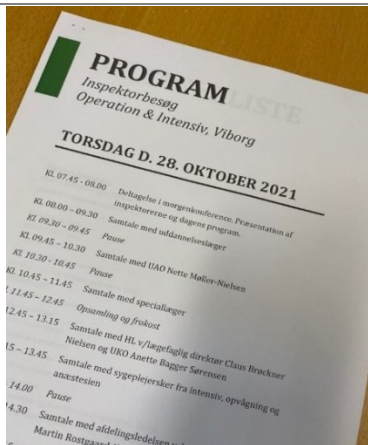 PROGRAM
Inspektorbesøg
Operation & Intensiv, Viborg
TORSDAG D. 28. OKTOBER 2021
KL 07.45 - 08.00 Deltagelse i morgenkonference. Præsentation af
inspektorerne og dagens program.
KL 08.00 – 09.30 Samtale med uddannelseslæger
KL 09.30 – 09.45 Pause
KL 09.45 – 10.30 Samtale med UAO Nette Møller-Nielsen
KL 10.30 - 10.45 Pause
KL 10.45 – 11.45 Samtale med speciallæger
11.45 – 12.45 Opsamling og frokost
12.45 – 13.15 Samtale med HL v/lægefaglig direktør Claus Brøckner
Nielsen og UKO Anette Bagger Sørensen
15 – 13.45 Samtale med sygeplejersker fra intensiv, opvågning og
anæstesien
14.00 Pause
14.30 Samtale med afdelingsledelsen
Martin